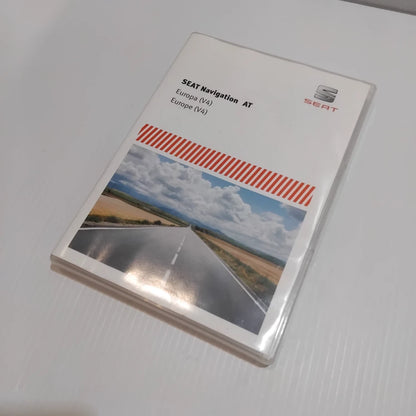 SEAT Navigation AT
Europa (V4)
Europe (V4)
SEAT